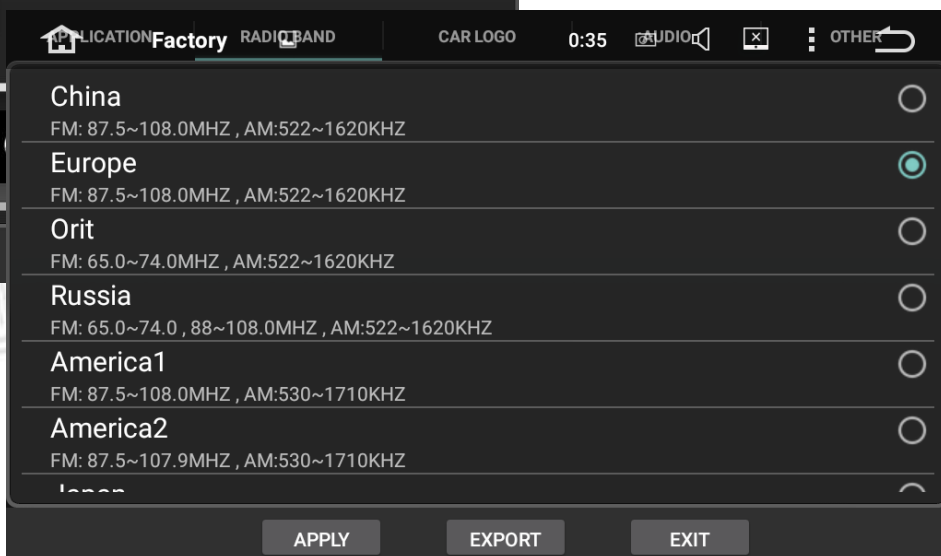 APPLICATION Factory RADIO BAND CAR LOGO 0:35 AUDIO OTHER
China
FM: 87.5~108.0MHZ , AM:522~1620KHZ
Europe
FM: 87.5~108.0MHZ , AM:522~1620KHZ
Orit
FM: 65.0~74.0MHZ , AM:522~1620KHZ
Russia
FM: 65.0~74.0 , 88~108.0MHZ , AM:522~1620KHZ
America1
FM: 87.5~108.0MHZ , AM:530~1710KHZ
America2
FM: 87.5~107.9MHZ , AM:530~1710KHZ
Japan
APPLY EXPORT EXIT